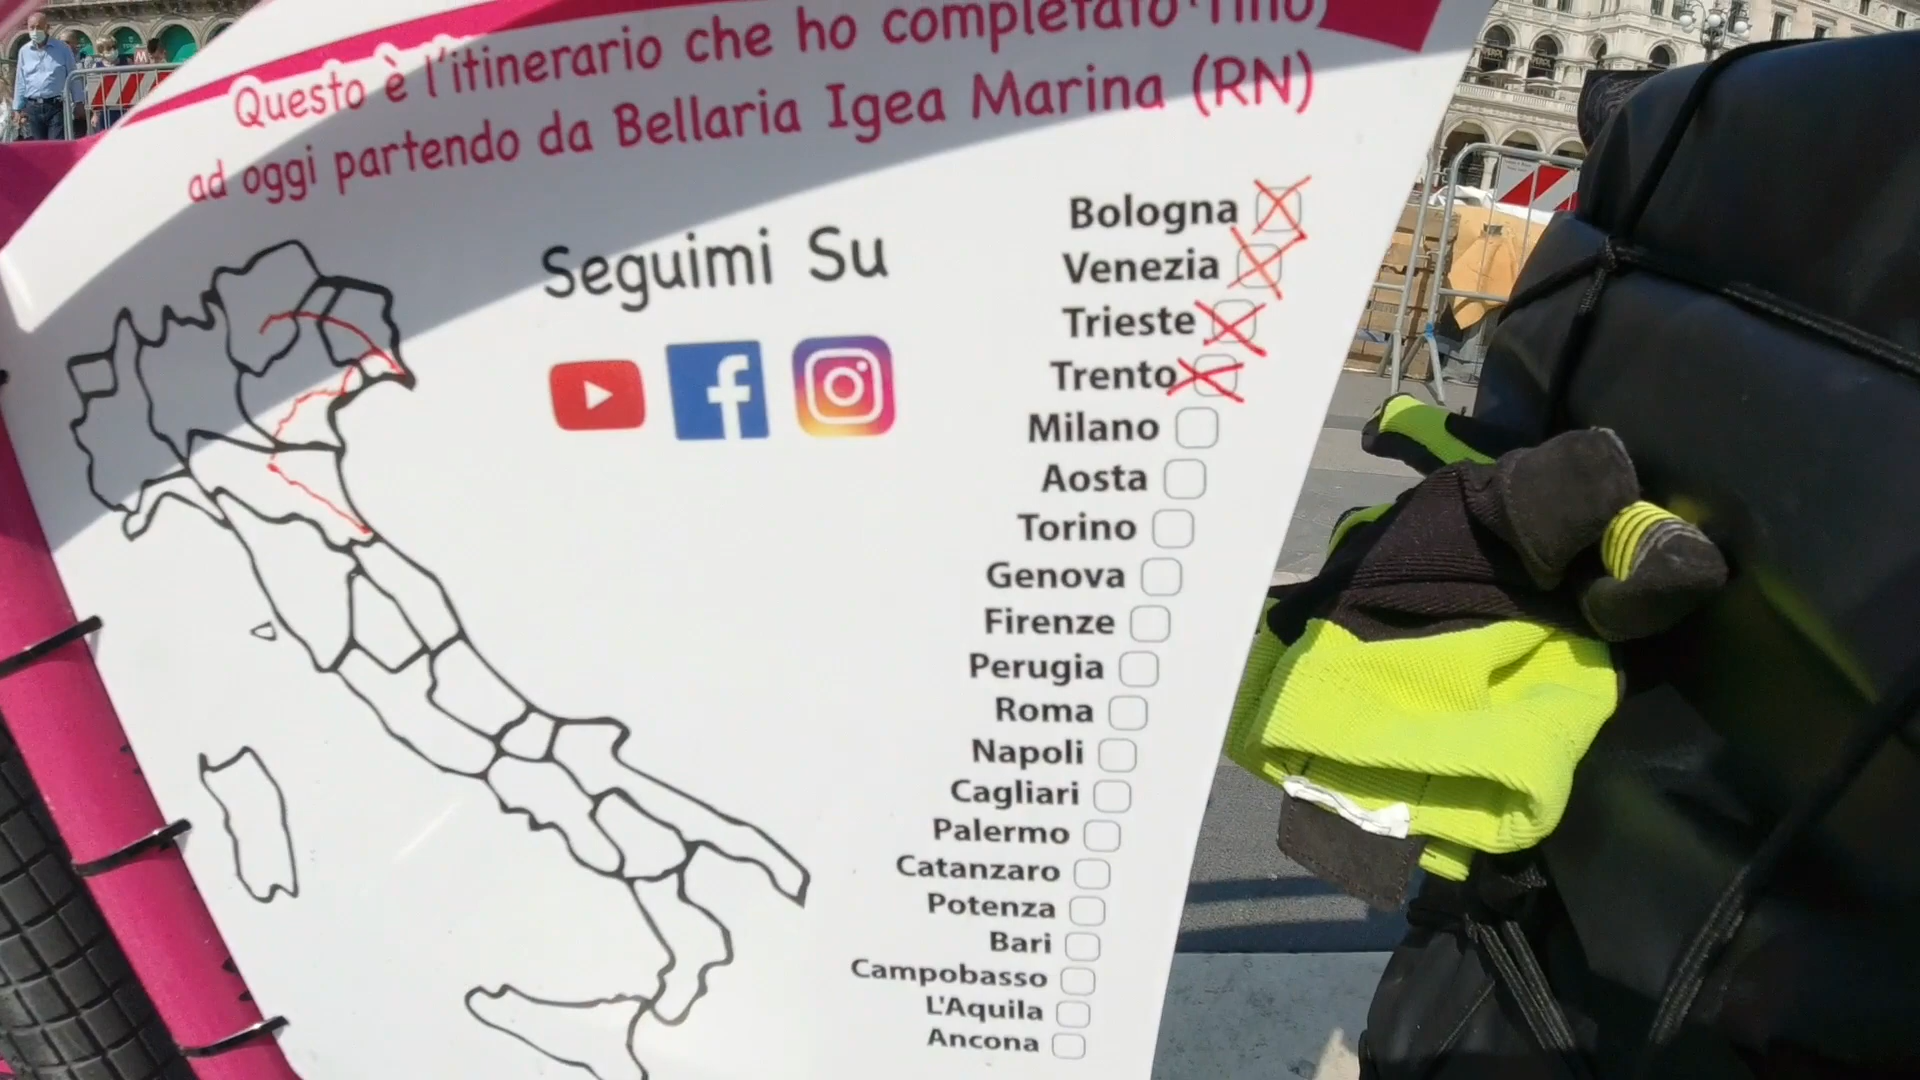 Questo è l'itinerario che ho completato fino
ad oggi partendo da Bellaria Igea Marina (RN)
Seguimi Su
Bologna
Venezia
Trieste
Trento
Milano
Aosta
Torino
Genova
Firenze
Perugia
Roma
Napoli
Cagliari
Palermo
Catanzaro
Potenza
Bari
Campobasso
L'Aquila
Ancona